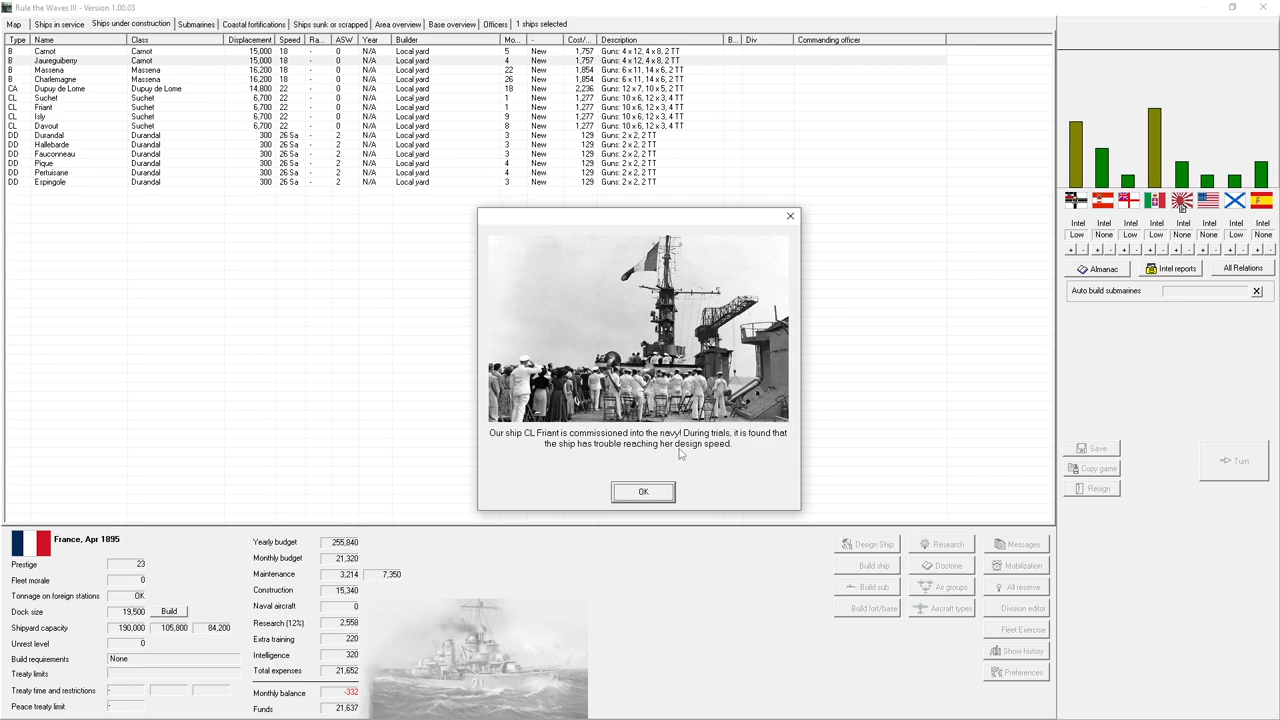 Rule the Waves III - Version 1.00.03
Map Ships in service Ships under construction Submarines Coastal fortifications Ships sunk or scrapped Area overview Base overview Officers 1 ships selected
Type Name Class Displacement Speed Ra... ASW Year Builder Mo... - Cost/... Description B... Div Commanding officer
B Carnot Carnot 15,000 18 - 0 N/A Local yard 5 New 1,757 Guns: 4 x 12, 4 x 8, 2 TT
B Jaureguiberry Carnot 15,000 18 - 0 N/A Local yard 4 New 1,757 Guns: 4 x 12, 4 x 8, 2 TT
B Massena Massena 16,200 18 - 0 N/A Local yard 22 New 1,854 Guns: 6 x 11, 14 x 6, 2 TT
B Charlemagne Massena 16,200 18 - 0 N/A Local yard 26 New 1,854 Guns: 6 x 11, 14 x 6, 2 TT
CA Dupuy de Lome Dupuy de Lome 14,800 22 - 0 N/A Local yard 18 New 2,236 Guns: 12 x 7, 10 x 5, 2 TT
CL Suchet Suchet 6,700 22 - 0 N/A Local yard 1 New 1,277 Guns: 10 x 6, 12 x 3, 4 TT
CL Friant Suchet 6,700 22 - 0 N/A Local yard 1 New 1,277 Guns: 10 x 6, 12 x 3, 4 TT
CL Isly Suchet 6,700 22 - 0 N/A Local yard 9 New 1,277 Guns: 10 x 6, 12 x 3, 4 TT
CL Davout Suchet 6,700 22 - 0 N/A Local yard 8 New 1,277 Guns: 10 x 6, 12 x 3, 4 TT
DD Durandal Durandal 300 26 Sa - 2 N/A Local yard 3 New 129 Guns: 2 x 2, 2 TT
DD Hallebarde Durandal 300 26 Sa - 2 N/A Local yard 3 New 129 Guns: 2 x 2, 2 TT
DD Fauconneau Durandal 300 26 Sa - 2 N/A Local yard 3 New 129 Guns: 2 x 2, 2 TT
DD Pique Durandal 300 26 Sa - 2 N/A Local yard 4 New 129 Guns: 2 x 2, 2 TT
DD Pertuisane Durandal 300 26 Sa - 2 N/A Local yard 4 New 129 Guns: 2 x 2, 2 TT
DD Espingole Durandal 300 26 Sa - 2 N/A Local yard 3 New 129 Guns: 2 x 2, 2 TT
Our ship CL Friant is commissioned into the navy! During trials, it is found that
the ship has trouble reaching her design speed.
OK
Intel Intel Intel Intel Intel Intel Intel Intel
Low None Low Low None None Low None
+ - + - + - + - + - + - + - + -
Almanac Intel reports All Relations
Auto build submarines X
Save
Copy game
Resign
Turn
France, Apr 1895
Prestige 23
Fleet morale 0
Tonnage on foreign stations OK
Dock size 19,500 Build
Shipyard capacity 190,000 105,800 84,200
Unrest level 0
Build requirements None
Treaty limits
Treaty time and restrictions -
Peace treaty limit -
Yearly budget 255,840
Monthly budget 21,320
Maintenance 3,214 7,350
Construction 15,340
Naval aircraft 0
Research (12%) 2,558
Extra training 220
Intelligence 320
Total expenses 21,652
Monthly balance -332
Funds 21,637
Design Ship Research Messages
Build ship Doctrine Mobilization
Build sub Air groups All reserve
Build fort/base Aircraft types Division editor
Fleet Exercise
Show history
Preferences